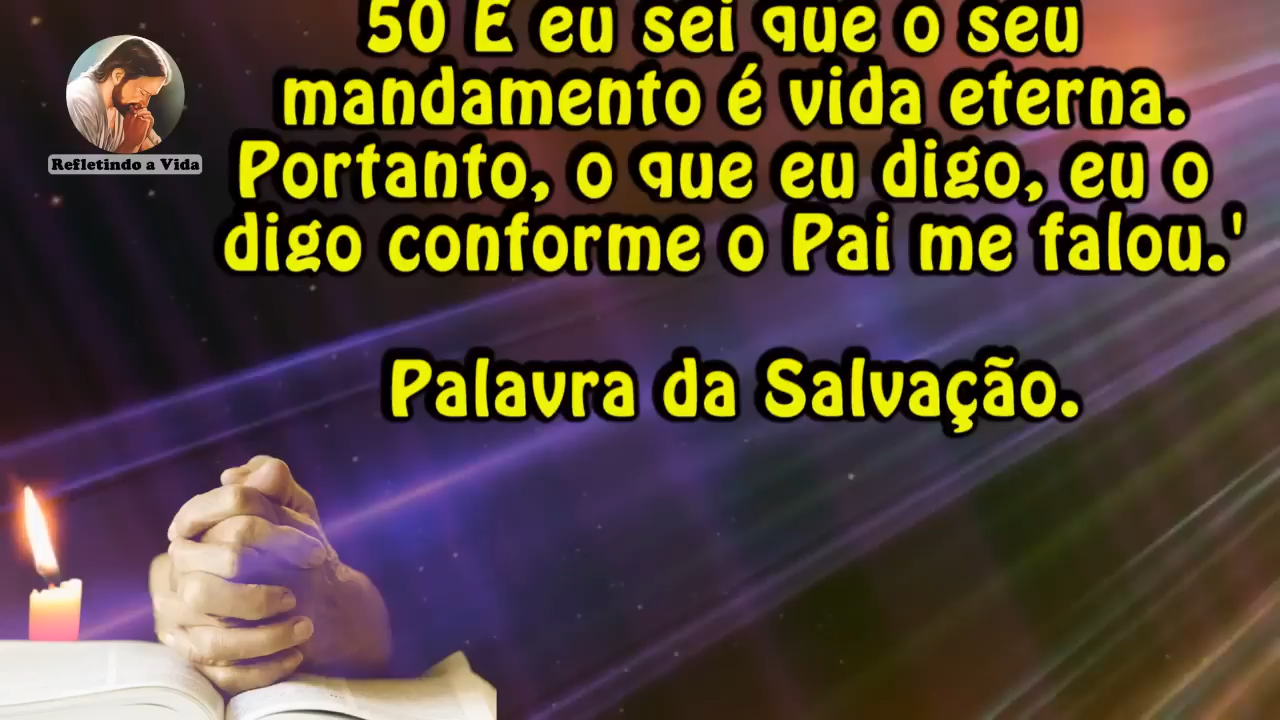 Refletindo a Vida
50 E eu sei que o seu
mandamento é vida eterna.
Portanto, o que eu digo, eu o
digo conforme o Pai me falou.'
Palavra da Salvação.